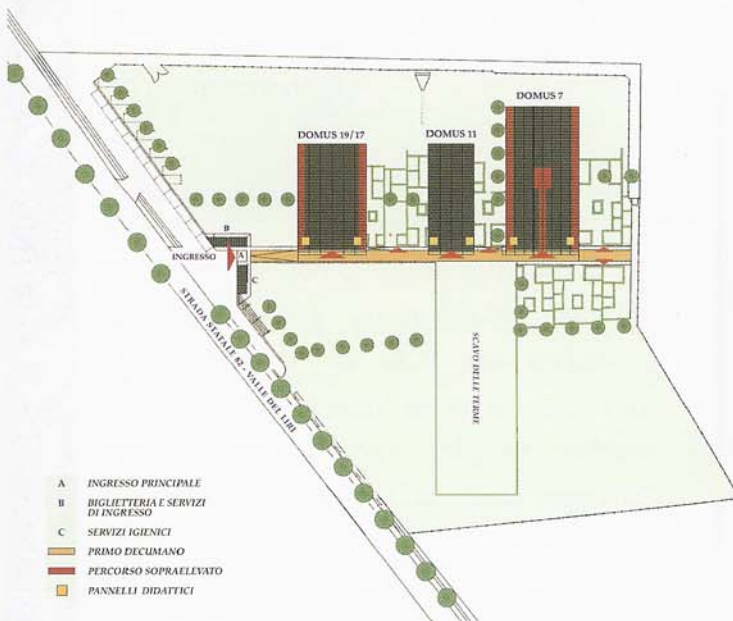 DOMUS 7
DOMUS 19/17
DOMUS 11
B
INGRESSO
A
C
STRADA STATALE 82 - VALLE DEI LIRI
SCAVO DELLE TERME
A INGRESSO PRINCIPALE
B BIGLIETTERIA E SERVIZI
DI INGRESSO
C SERVIZI IGIENICI
PRIMO DECUMANO
PERCORSO SOPRAELEVATO
PANNELLI DIDATTICI